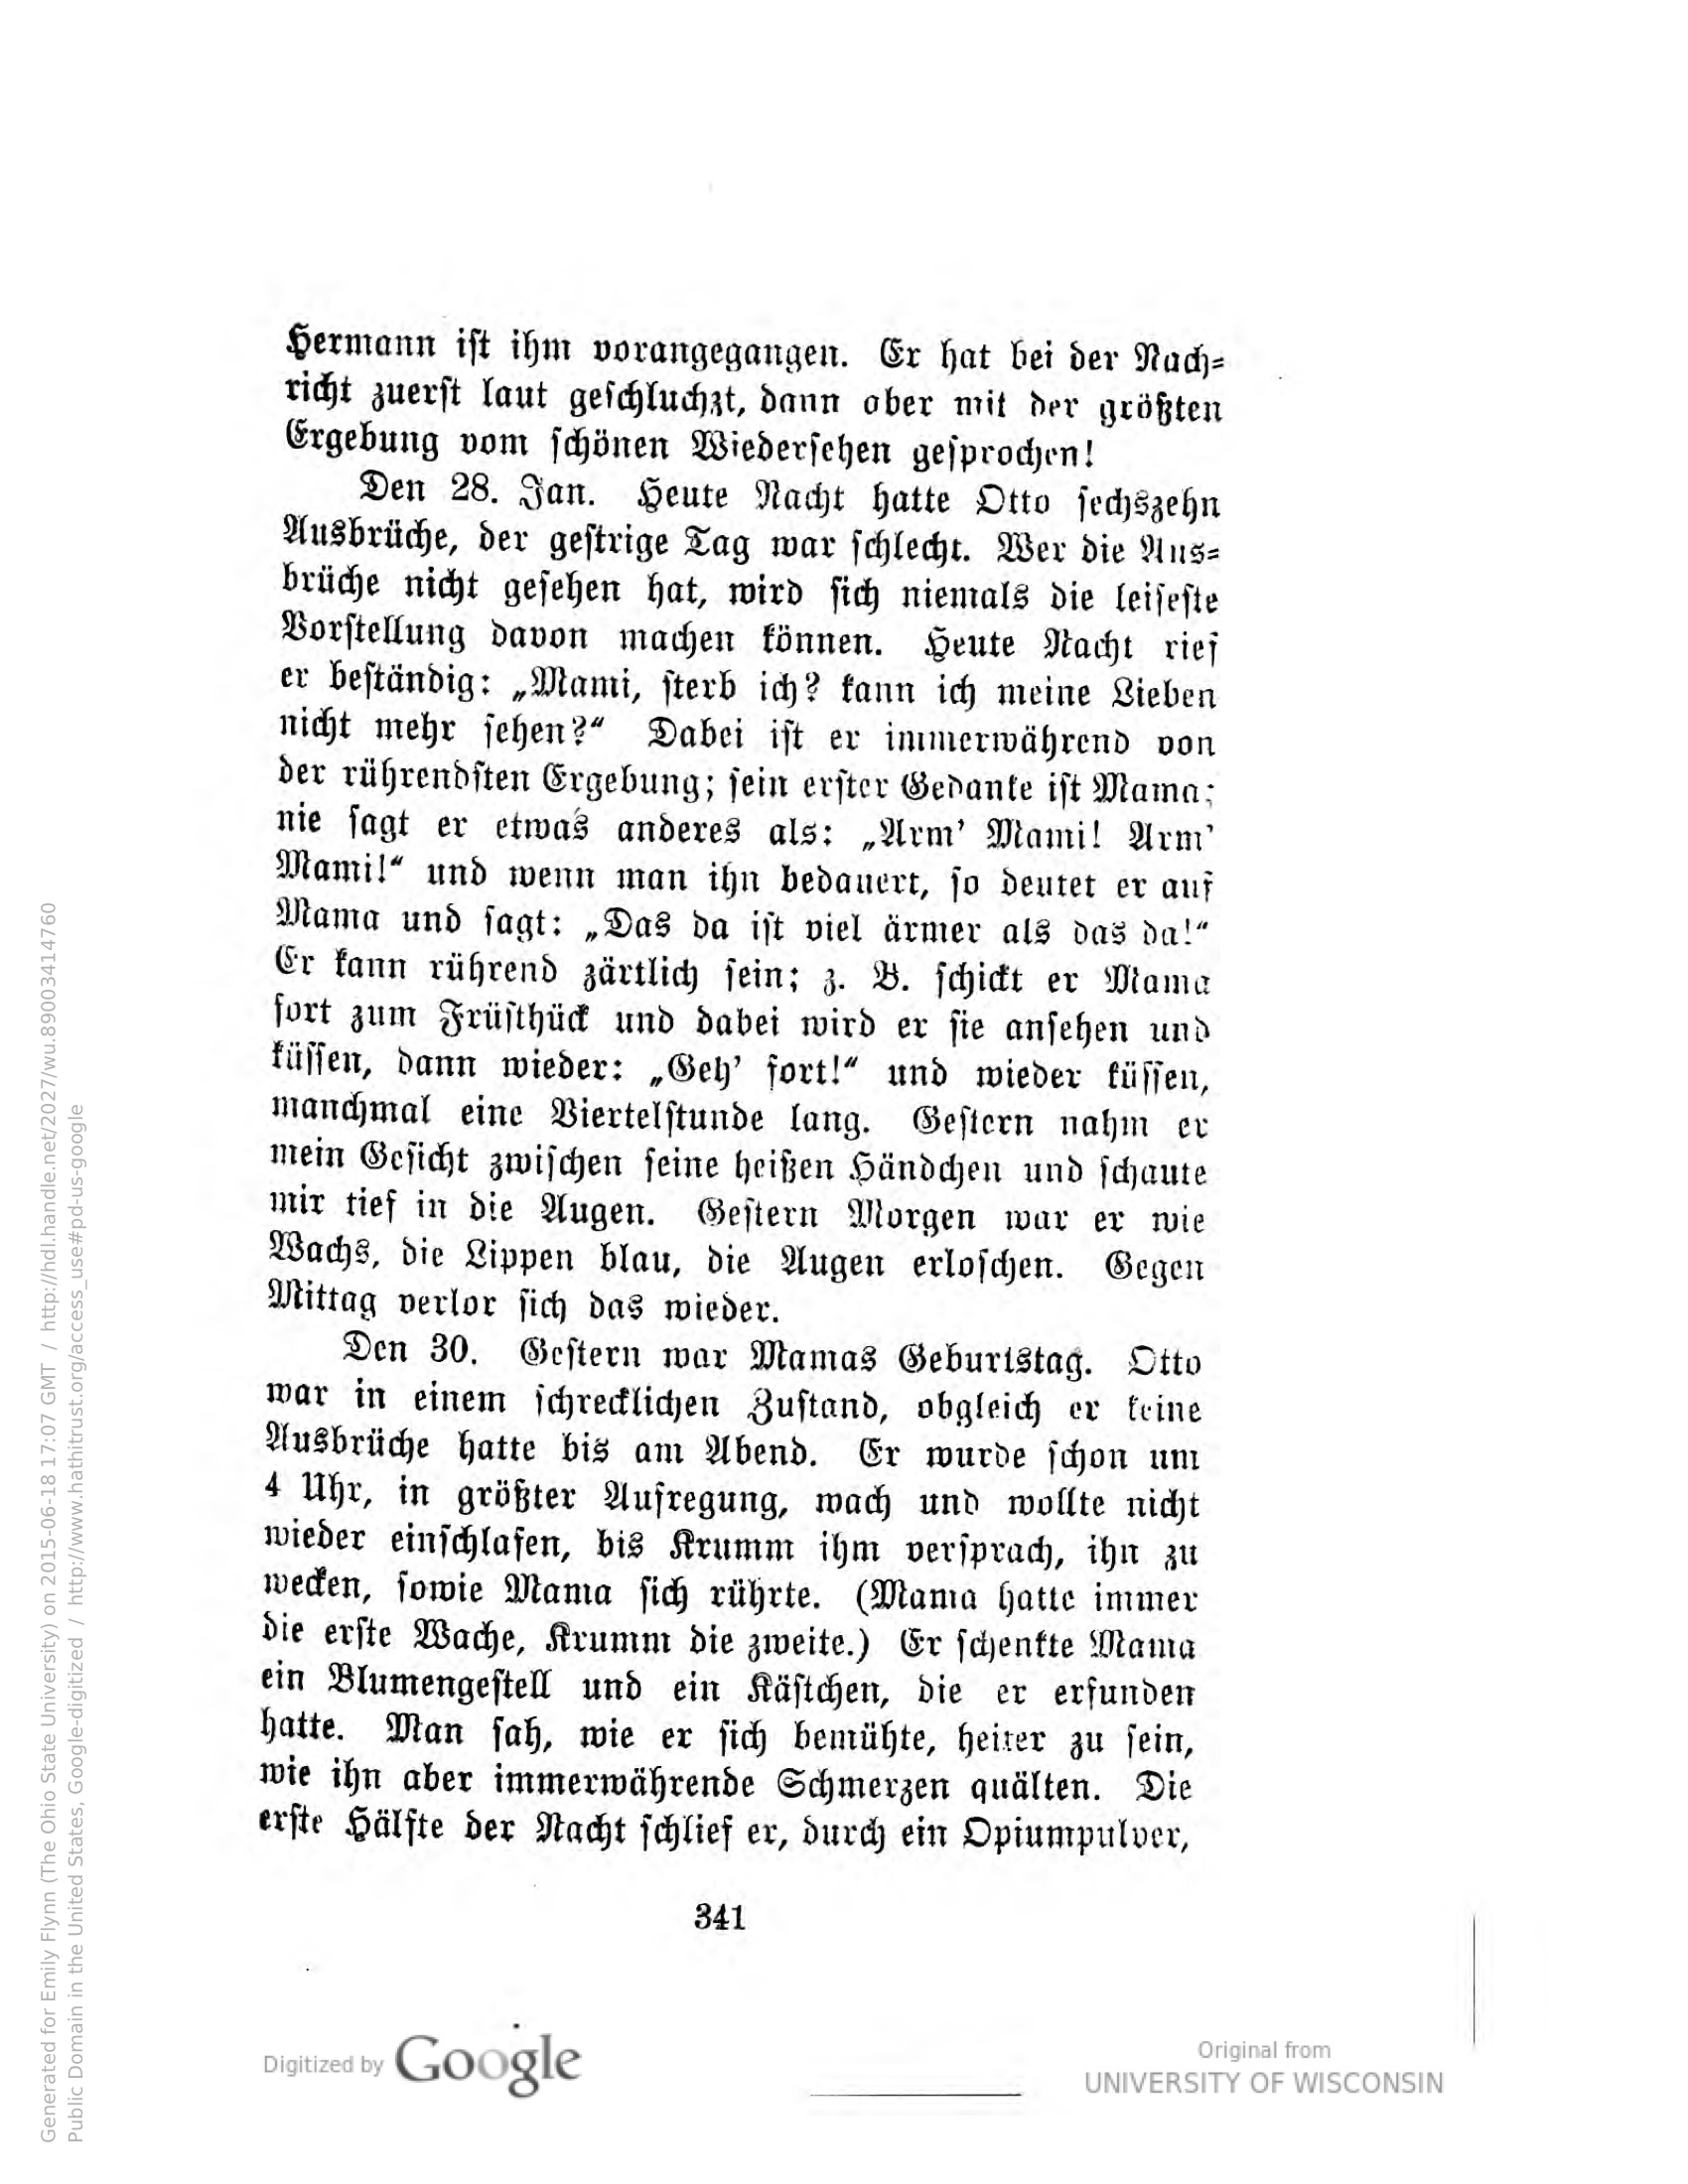 Hermann ist ihm vorangegangen. Er hat bei der Nach=
richt zuerst laut geschluchzt, dann aber mit der größten
Ergebung vom schönen Wiedersehen gesprochen!
Den 28. Jan. Heute Nacht hatte Otto sechszehn
Ausbrüche, der gestrige Tag war schlecht. Wer die Aus=
brüche nicht gesehen hat, wird sich niemals die leiseste
Vorstellung davon machen können. Heute Nacht rief
er beständig: „Mami, sterb ich? kann ich meine Lieben
nicht mehr sehen?“ Dabei ist er immerwährend von
der rührendsten Ergebung; sein erster Gedanke ist Mama;
nie sagt er etwas anderes als: „Arm’ Mami! Arm’
Mami!“ und wenn man ihn bedauert, so deutet er auf
Mama und sagt: „Das da ist viel ärmer als das da!“
Er kann rührend zärtlich sein; z. B. schickt er Mama
fort zum Früsthück und dabei wird er sie ansehen und
küssen, dann wieder: „Geh’ fort!“ und wieder küssen,
manchmal eine Viertelstunde lang. Gestern nahm er
mein Gesicht zwischen seine heißen Händchen und schaute
mir tief in die Augen. Gestern Morgen war er wie
Wachs, die Lippen blau, die Augen erloschen. Gegen
Mittag verlor sich das wieder.
Den 30. Gestern war Mamas Geburtstag. Otto
war in einem schrecklichen Zustand, obgleich er keine
Ausbrüche hatte bis am Abend. Er wurde schon um
4 Uhr, in größter Aufregung, wach und wollte nicht
wieder einschlafen, bis Krumm ihm versprach, ihn zu
wecken, sowie Mama sich rührte. (Mama hatte immer
die erste Wache, Krumm die zweite.) Er schenkte Mama
ein Blumengestell und ein Kästchen, die er erfunden
hatte. Man sah, wie er sich bemühte, heiter zu sein,
wie ihn aber immerwährende Schmerzen quälten. Die
erste Hälfte der Nacht schlief er, durch ein Opiumpulver,
341
Digitized by Google
Original from
UNIVERSITY OF WISCONSIN
Generated for Emily Flynn (The Ohio State University) on 2015-06-18 17:07 GMT / http://hdl.handle.net/2027/wu.89003414760
Public Domain in the United States, Google-digitized / http://www.hathitrust.org/access_use#pd-us-google